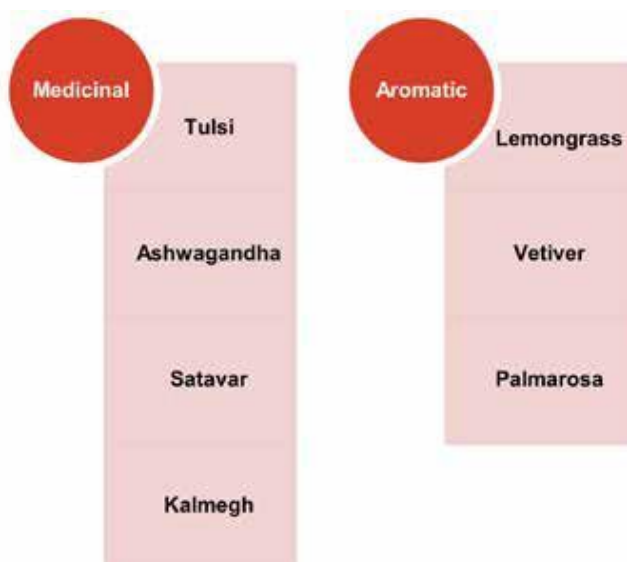 Medicinal
Tulsi
Ashwagandha
Satavar
Kalmegh
Aromatic
Lemongrass
Vetiver
Palmarosa